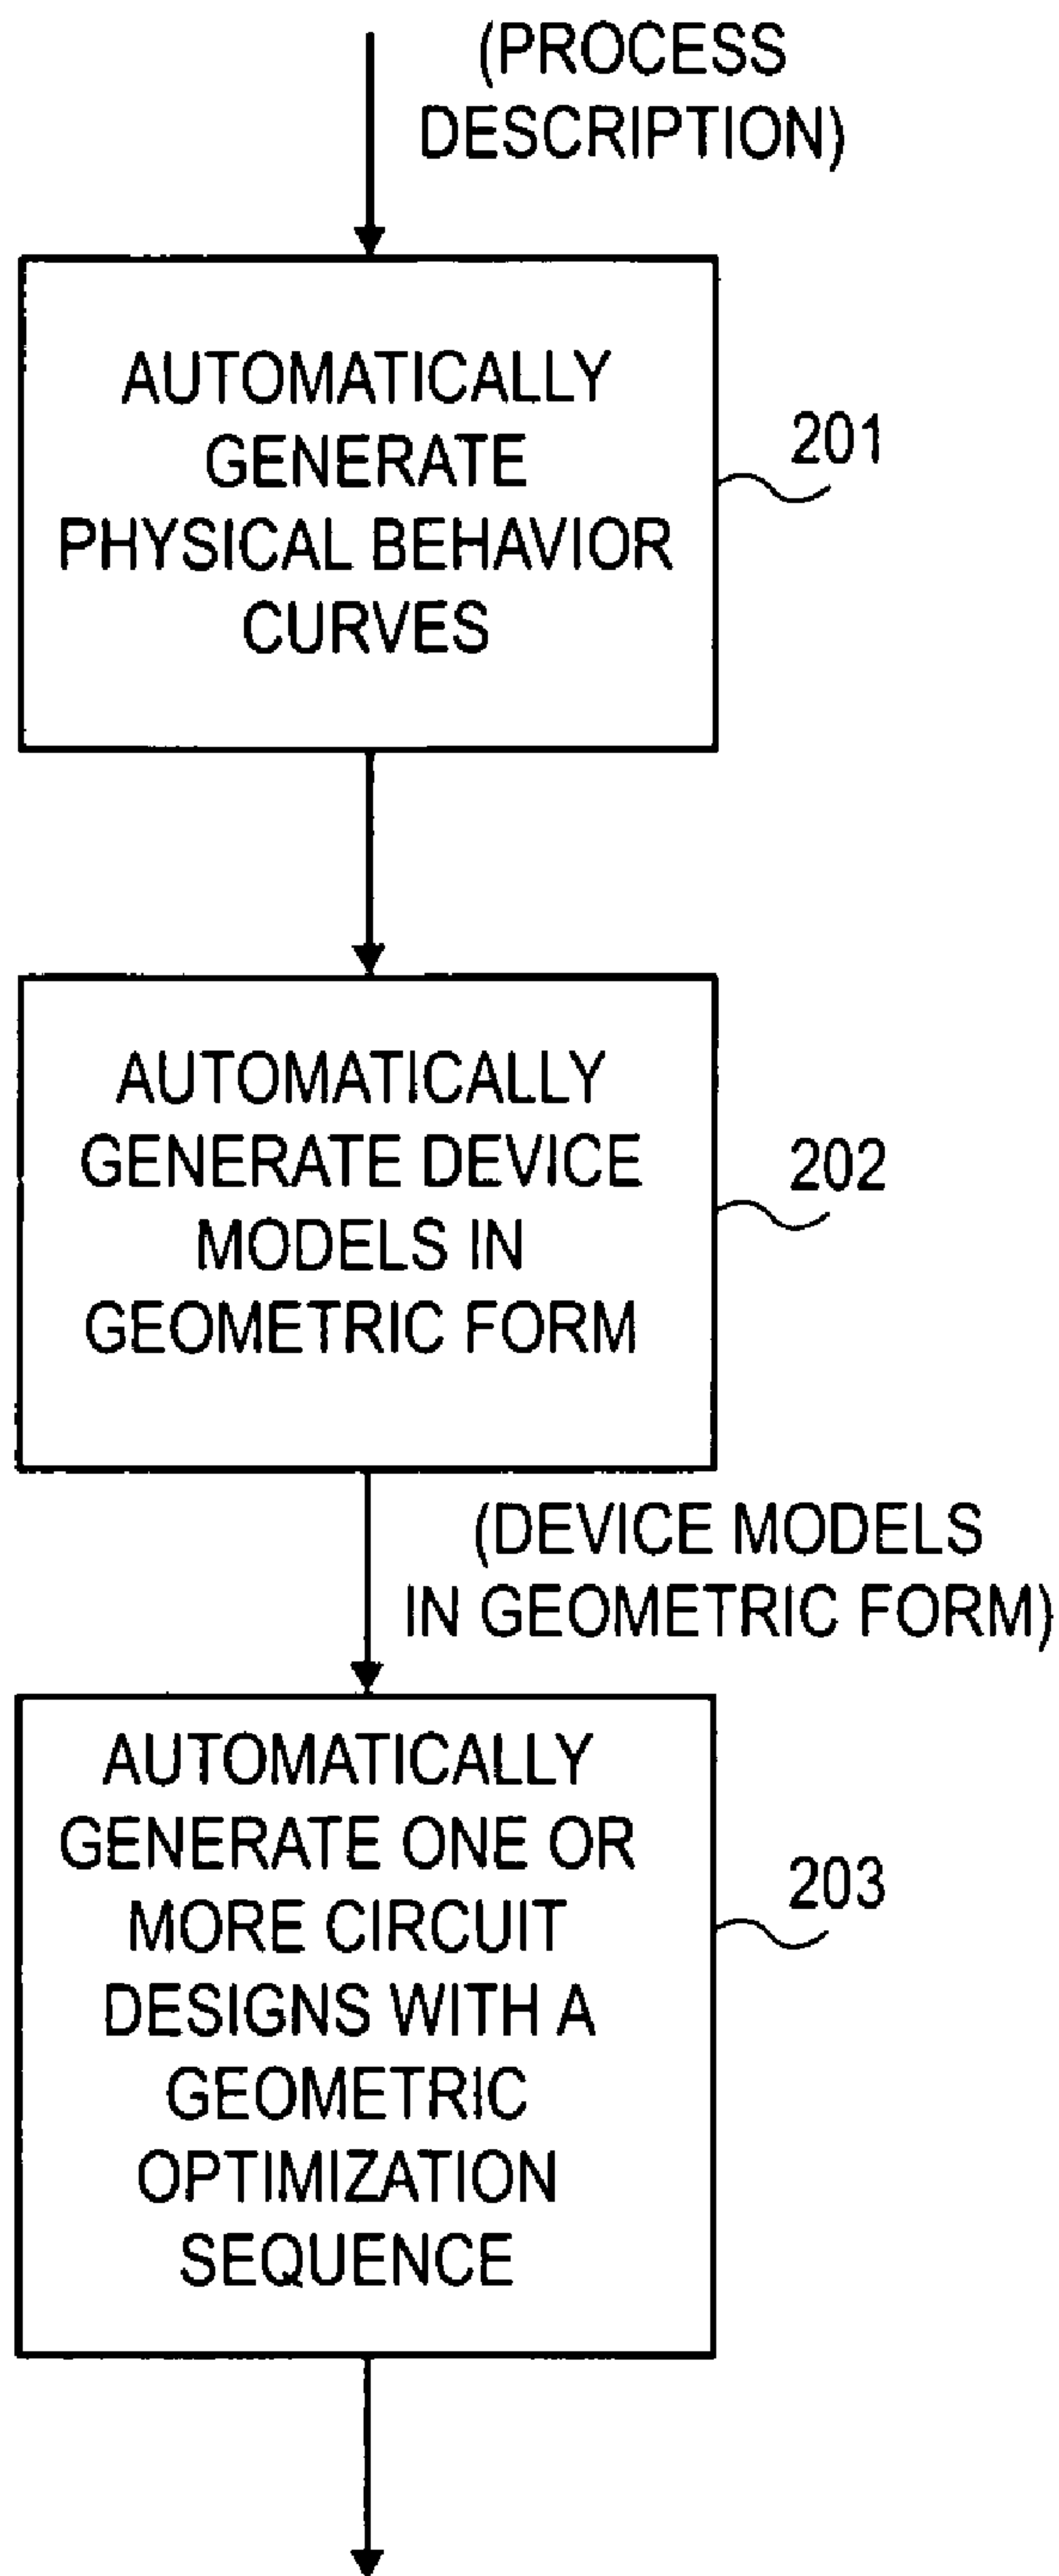 (PROCESS
DESCRIPTION)
AUTOMATICALLY
GENERATE
PHYSICAL BEHAVIOR
CURVES
201
AUTOMATICALLY
GENERATE DEVICE
MODELS IN
GEOMETRIC FORM
202
(DEVICE MODELS
IN GEOMETRIC FORM)
AUTOMATICALLY
GENERATE ONE OR
MORE CIRCUIT
DESIGNS WITH A
GEOMETRIC
OPTIMIZATION
SEQUENCE
203